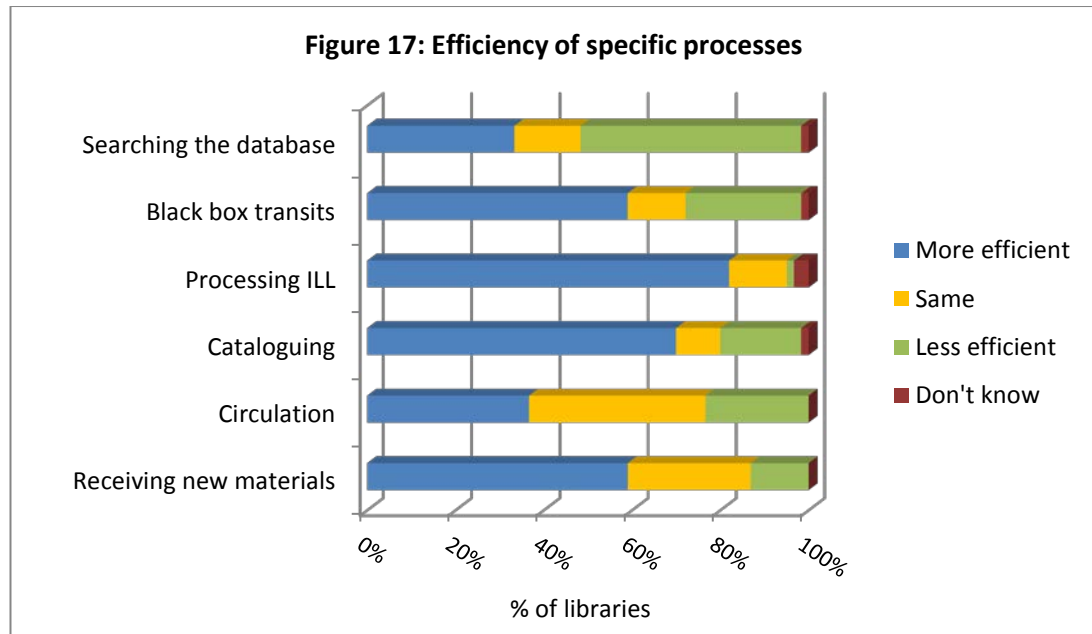 Figure 17: Efficiency of specific processes
Searching the database
Black box transits
Processing ILL
Cataloguing
Circulation
Receiving new materials
0%
20%
40%
60%
80%
100%
% of libraries
More efficient
Same
Less efficient
Don't know